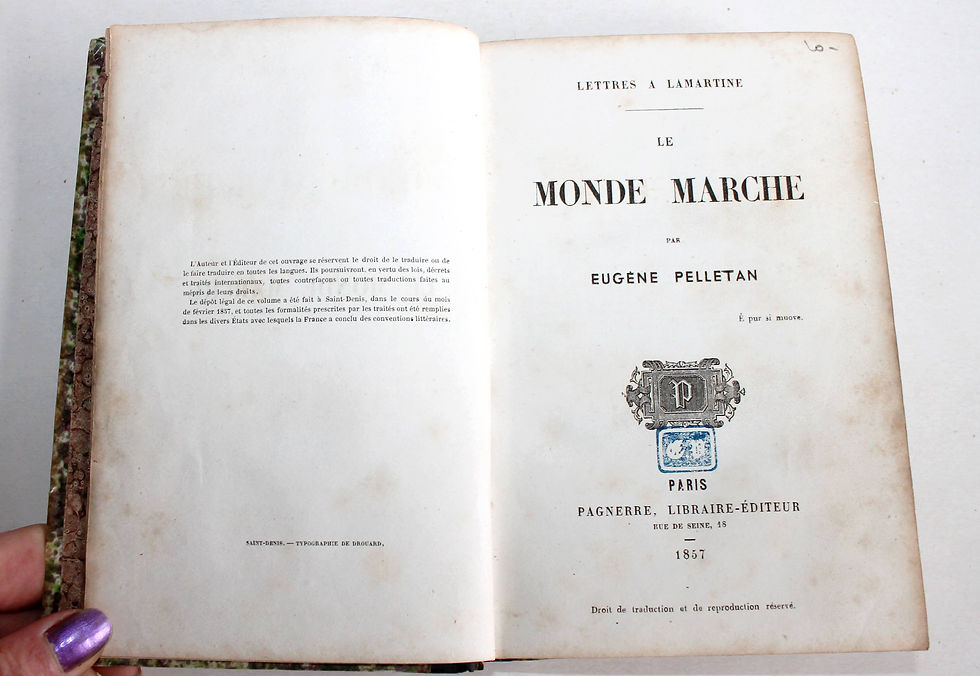 L'Auteur et l'Éditeur de cet ouvrage se réservent le droit de le traduire ou de
le faire traduire en toutes les langues. Ils poursuivront, en vertu des lois, décrets
et traités internationaux, toutes contrefaçons ou toutes traductions faites au
mépris de leurs droits.
Le dépôt légal de ce volume a été fait à Saint-Denis, dans le cours du mois
de février 1857, et toutes les formalités prescrites par les traités ont été remplies
dans les divers États avec lesquels la France a conclu des conventions littéraires.
SAINT-DENIS. — TYPOGRAPHIE DE DROUARD.
LETTRES A LAMARTINE
LE
MONDE MARCHE
PAR
EUGÈNE PELLETAN
È pur si muove.
P
PARIS
PAGNERRE, LIBRAIRE-ÉDITEUR
RUE DE SEINE, 18
1857
Droit de traduction et de reproduction réservé.